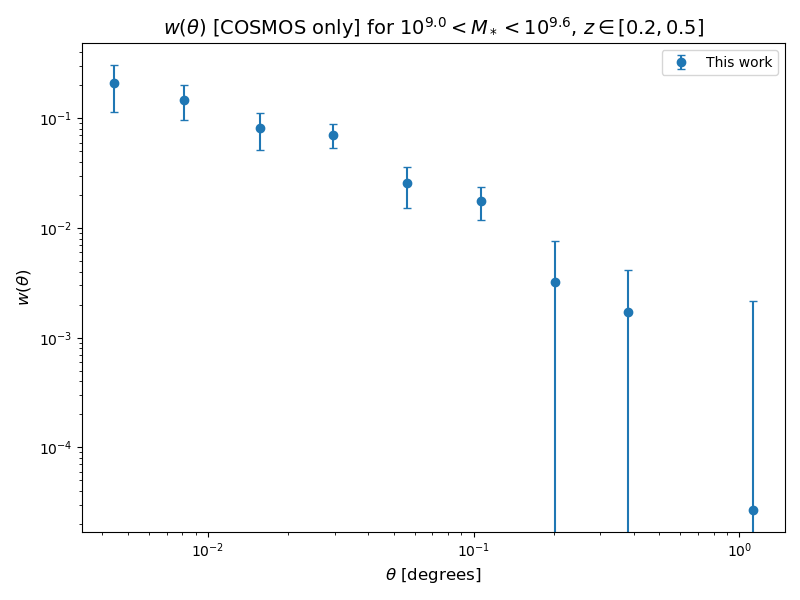 w(θ) [COSMOS only] for 10^{9.0} < M_* < 10^{9.6}, z ∈ [0.2, 0.5]
This work
10^{-1}
10^{-2}
10^{-3}
10^{-4}
w(θ)
10^{-2} 10^{-1} 10^{0}
θ [degrees]